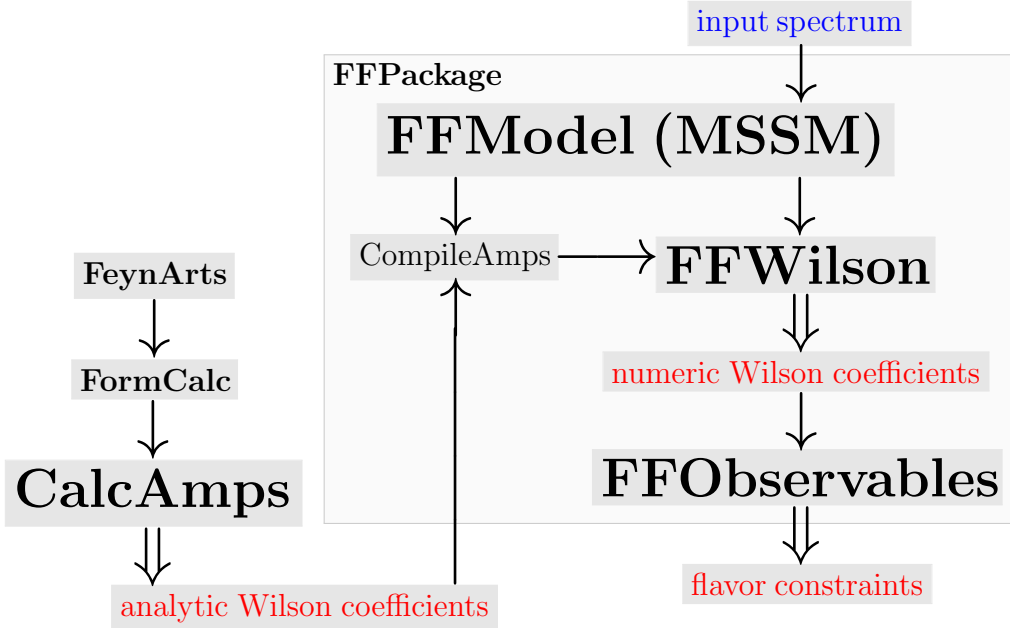 input spectrum
FFPackage
FFModel (MSSM)
CompileAmps
FFWilson
FeynArts
FormCalc
numeric Wilson coefficients
CalcAmps
FFObservables
analytic Wilson coefficients
flavor constraints